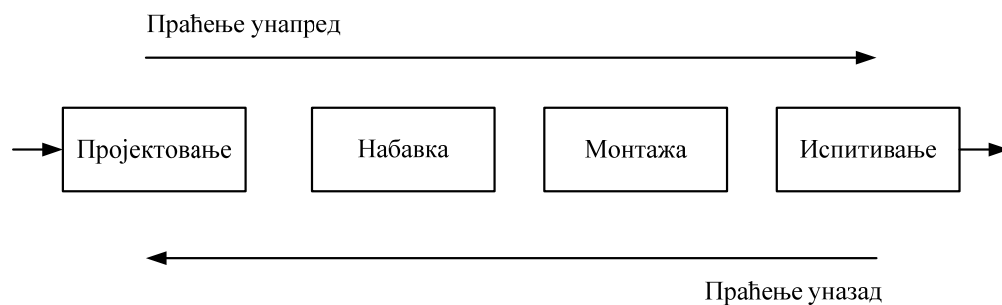 Праћење унапред
Пројектовање
Набавка
Монтажа
Испитивање
Праћење уназад